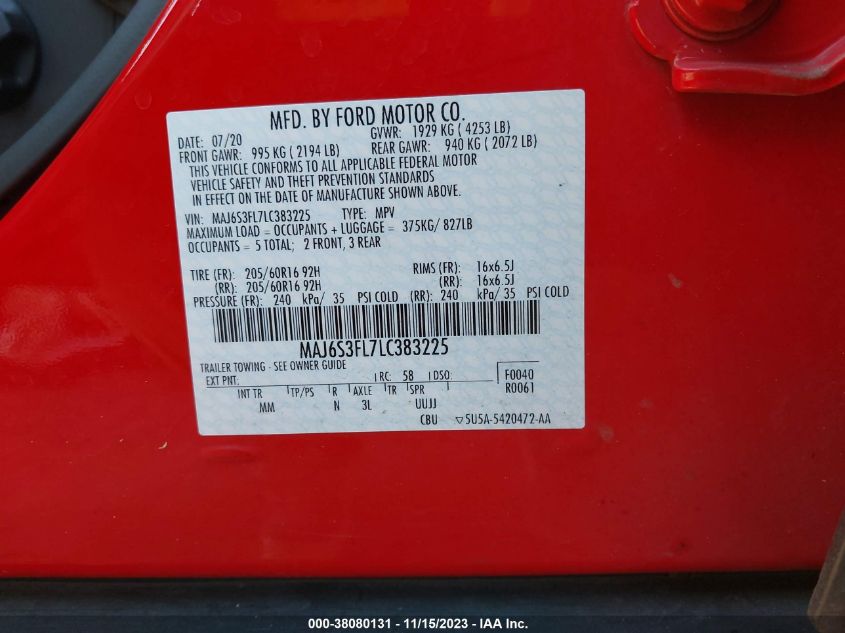 MFD. BY FORD MOTOR CO.
DATE: 07/20 GVWR: 1929 KG ( 4253 LB)
FRONT GAWR: 995 KG ( 2194 LB) REAR GAWR: 940 KG ( 2072 LB)
THIS VEHICLE CONFORMS TO ALL APPLICABLE FEDERAL MOTOR
VEHICLE SAFETY AND THEFT PREVENTION STANDARDS
IN EFFECT ON THE DATE OF MANUFACTURE SHOWN ABOVE.
VIN: MAJ6S3FL7LC383225 TYPE: MPV
MAXIMUM LOAD = OCCUPANTS + LUGGAGE = 375KG/ 827LB
OCCUPANTS = 5 TOTAL; 2 FRONT, 3 REAR
TIRE (FR): 205/60R16 92H RIMS (FR): 16x6.5J
(RR): 205/60R16 92H (RR): 16x6.5J
PRESSURE (FR): 240 kPa/ 35 PSI COLD (RR): 240 kPa/ 35 PSI COLD
MAJ6S3FL7LC383225
TRAILER TOWING - SEE OWNER GUIDE
EXT PNT: RC: 58 DSO: F0040
INT TR TP/PS R AXLE TR SPR R0061
MM N 3L UUJJ
CBU 5U5A-5420472-AA
000-38080131 - 11/15/2023 - IAA Inc.